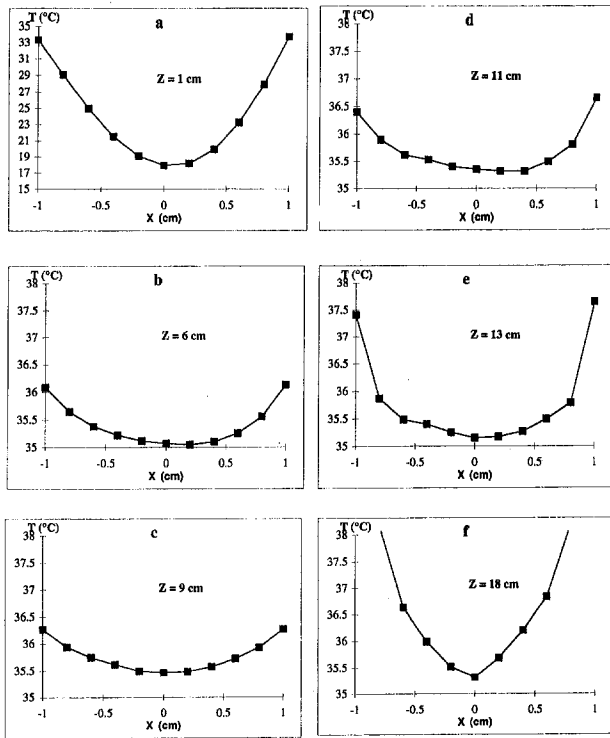 T (°C)
a
Z = 1 cm
35
33
31
29
27
25
23
21
19
17
15
-1 -0.5 0 0.5 1
X (cm)
T (°C)
b
Z = 6 cm
38
37.5
37
36.5
36
35.5
35
-1 -0.5 0 0.5 1
X (cm)
T (°C)
c
Z = 9 cm
38
37.5
37
36.5
36
35.5
35
-1 -0.5 0 0.5 1
X (cm)
T (°C)
d
Z = 11 cm
38
37.5
37
36.5
36
35.5
35
-1 -0.5 0 0.5 1
X (cm)
T (°C)
e
Z = 13 cm
38
37.5
37
36.5
36
35.5
35
-1 -0.5 0 0.5 1
X (cm)
T (°C)
f
Z = 18 cm
38
37.5
37
36.5
36
35.5
35
-1 -0.5 0 0.5 1
X (cm)